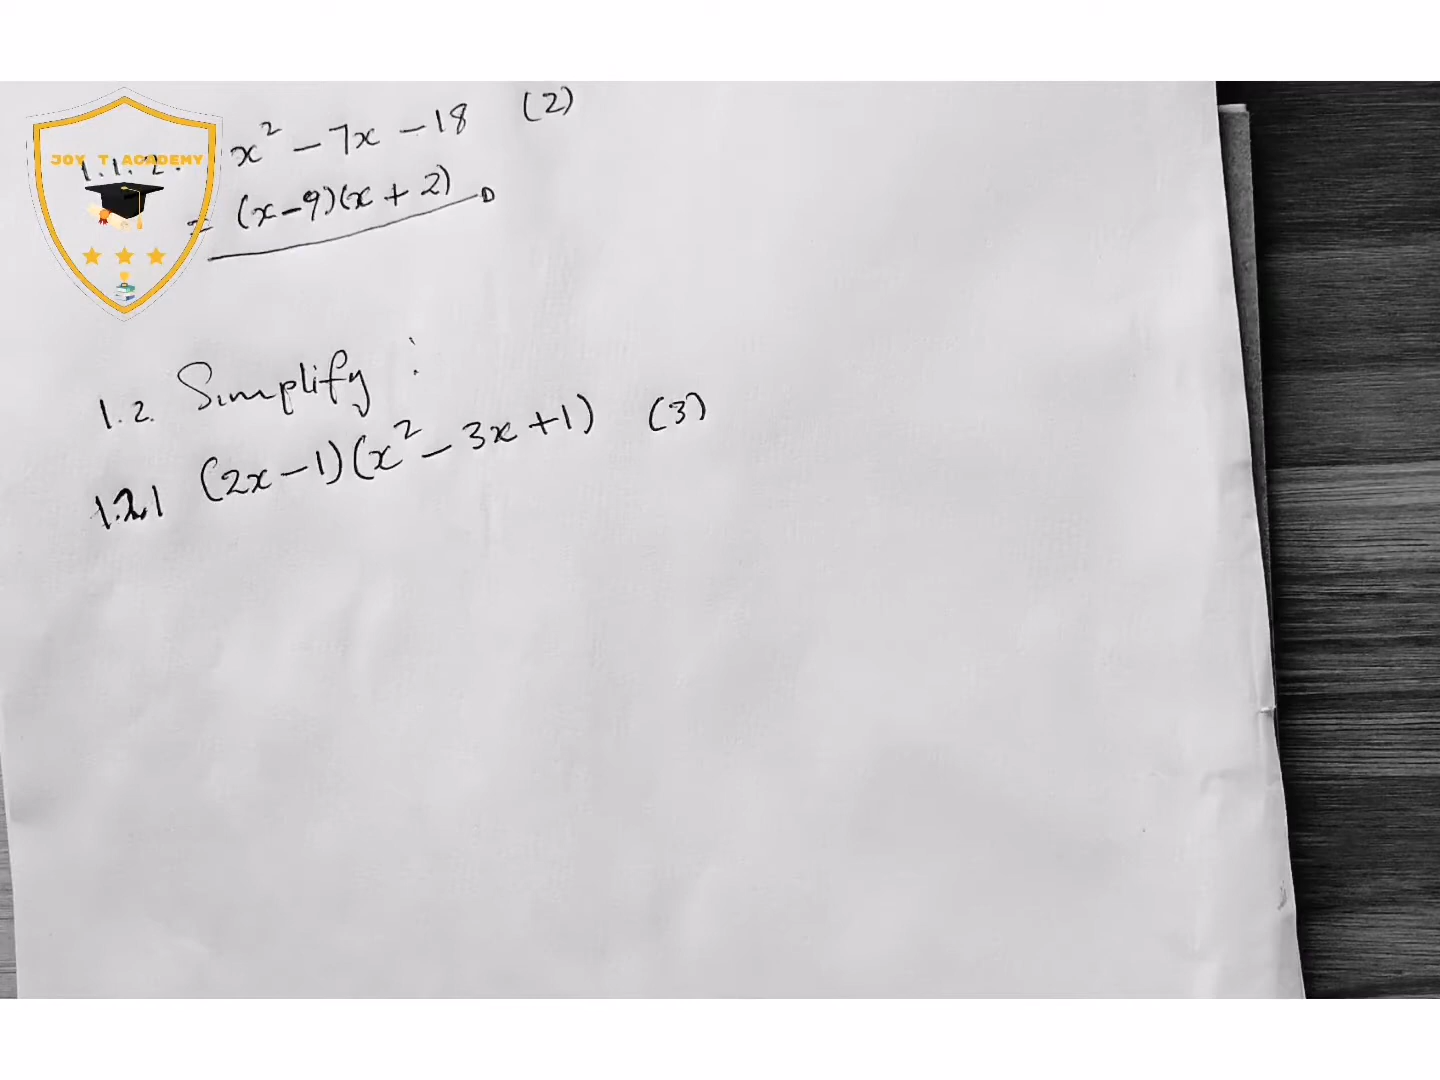 JOY T ACADEMY
1.1.2. x² - 7x - 18 (2)
= (x-9)(x + 2)
1.2. Simplify :
1.2.1 (2x - 1)(x² - 3x + 1) (3)